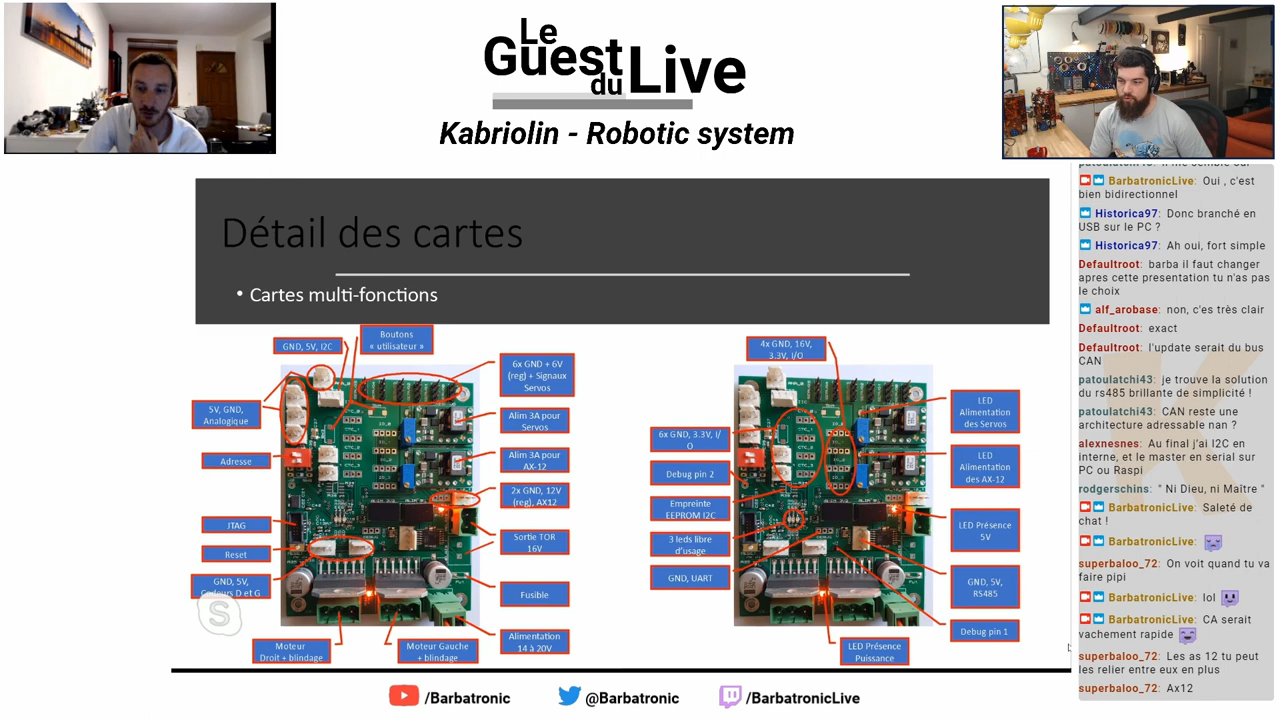 Le
Guest
du Live
Kabriolin - Robotic system
Détail des cartes
• Cartes multi-fonctions
GND, 5V, I2C
Boutons
« utilisateur »
6x GND + 6V
(reg) + Signaux
Servos
5V, GND,
Analogique
Alim 3A pour
Servos
Adresse
Alim 3A pour
AX-12
2x GND, 12V
(reg), AX12
JTAG
Sortie TOR
16V
Reset
GND, 5V,
Codeurs D et G
Fusible
Moteur
Droit + blindage
Moteur Gauche
+ blindage
Alimentation
14 à 20V
4x GND, 16V,
3.3V, I/O
LED
Alimentation
des Servos
6x GND, 3.3V, I/
O
LED
Alimentation
des AX-12
Debug pin 2
Empreinte
EEPROM I2C
LED Présence
5V
3 leds libre
d'usage
GND, UART
GND, 5V,
RS485
Debug pin 1
LED Présence
Puissance
/Barbatronic
@Barbatronic
/BarbatronicLive
BarbatronicLive: Oui , c'est
bien bidirectionnel
Historica97: Donc branché en
USB sur le PC ?
Historica97: Ah oui, fort simple
Defaultroot: barba il faut changer
apres cette presentation tu n'as pas
le choix
alf_arobase: non, c'es très clair
Defaultroot: exact
Defaultroot: l'update serait du bus
CAN
patoulatchi43: je trouve la solution
du rs485 brillante de simplicité !
patoulatchi43: CAN reste une
architecture adressable nan ?
alexnesnes: Au final j'ai I2C en
interne, et le master en serial sur
PC ou Raspi
rodgerschins: " Ni Dieu, ni Maître "
BarbatronicLive: Saleté de
chat !
BarbatronicLive:
superbaloo_72: On voit quand tu va
faire pipi
BarbatronicLive: lol
BarbatronicLive: CA serait
vachement rapide
superbaloo_72: Les as 12 tu peut
les relier entre eux en plus
superbaloo_72: Ax12